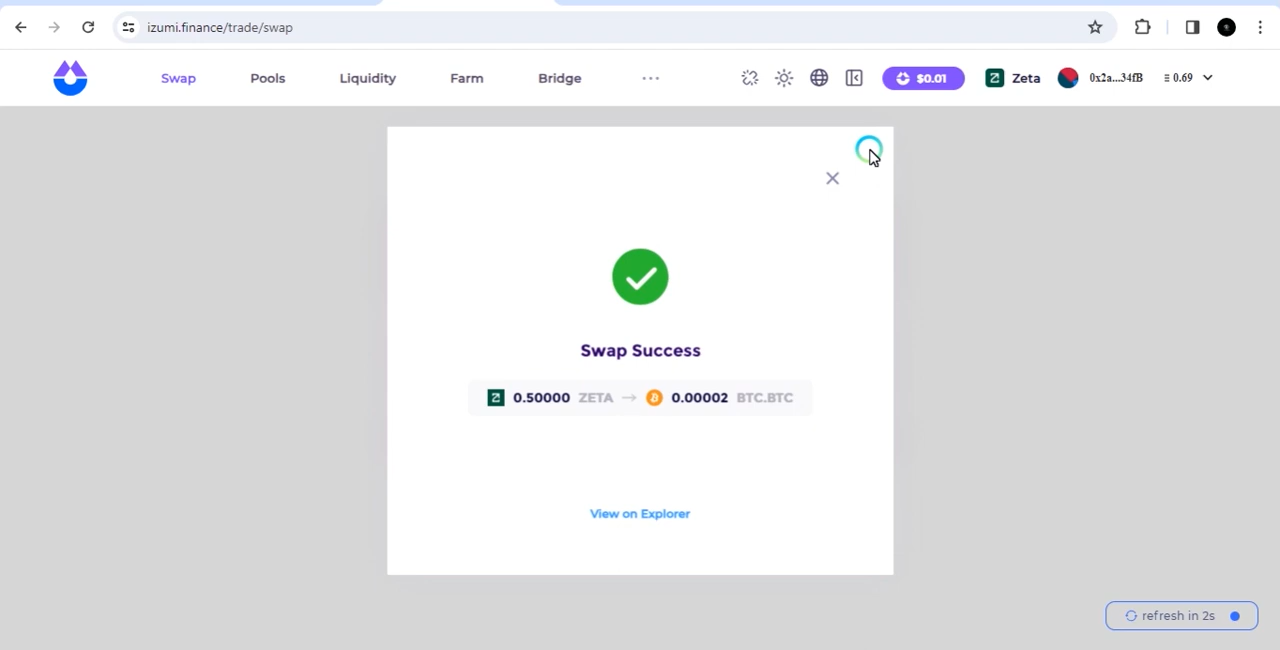 izumi.finance/trade/swap
Swap Pools Liquidity Farm Bridge ··· $0.01 Zeta 0x2a...34fB Ξ 0.69
Swap Success
0.50000 ZETA → 0.00002 BTC.BTC
View on Explorer
refresh in 2s